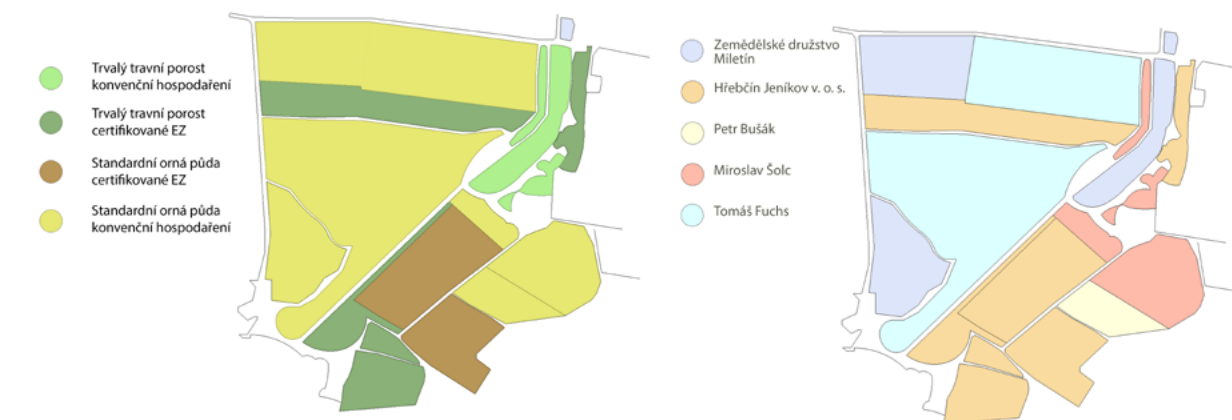 Trvalý travní porost
konvenční hospodaření
Trvalý travní porost
certifikované EZ
Standardní orná půda
certifikované EZ
Standardní orná půda
konvenční hospodaření
Zemědělské družstvo
Miletín
Hřebčín Jeníkov v. o. s.
Petr Bušák
Miroslav Šolc
Tomáš Fuchs